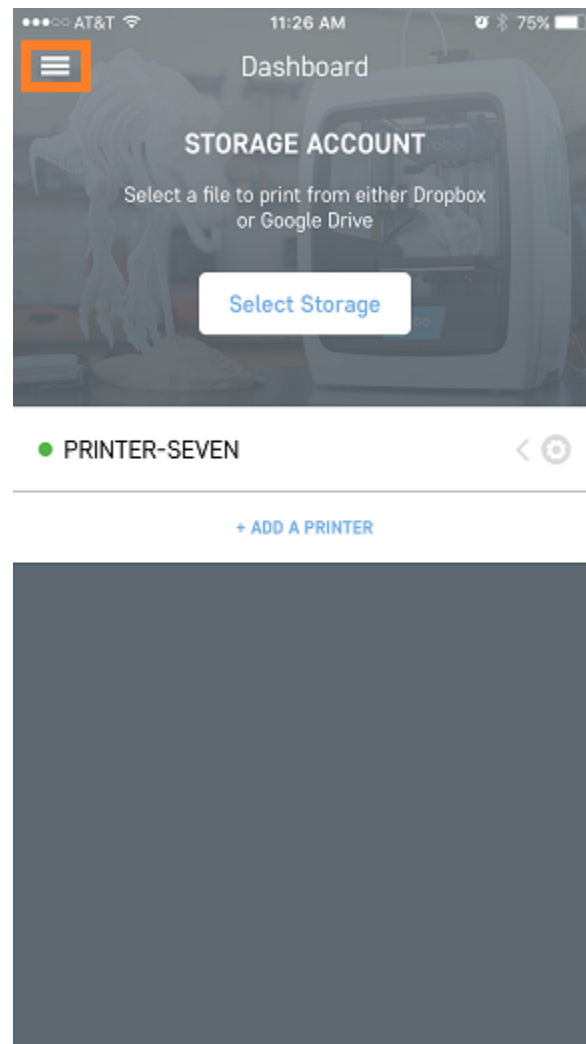 AT&T 11:26 AM 75%
Dashboard
STORAGE ACCOUNT
robo
Select a file to print from either Dropbox
or Google Drive
Select Storage
PRINTER-SEVEN
+ ADD A PRINTER